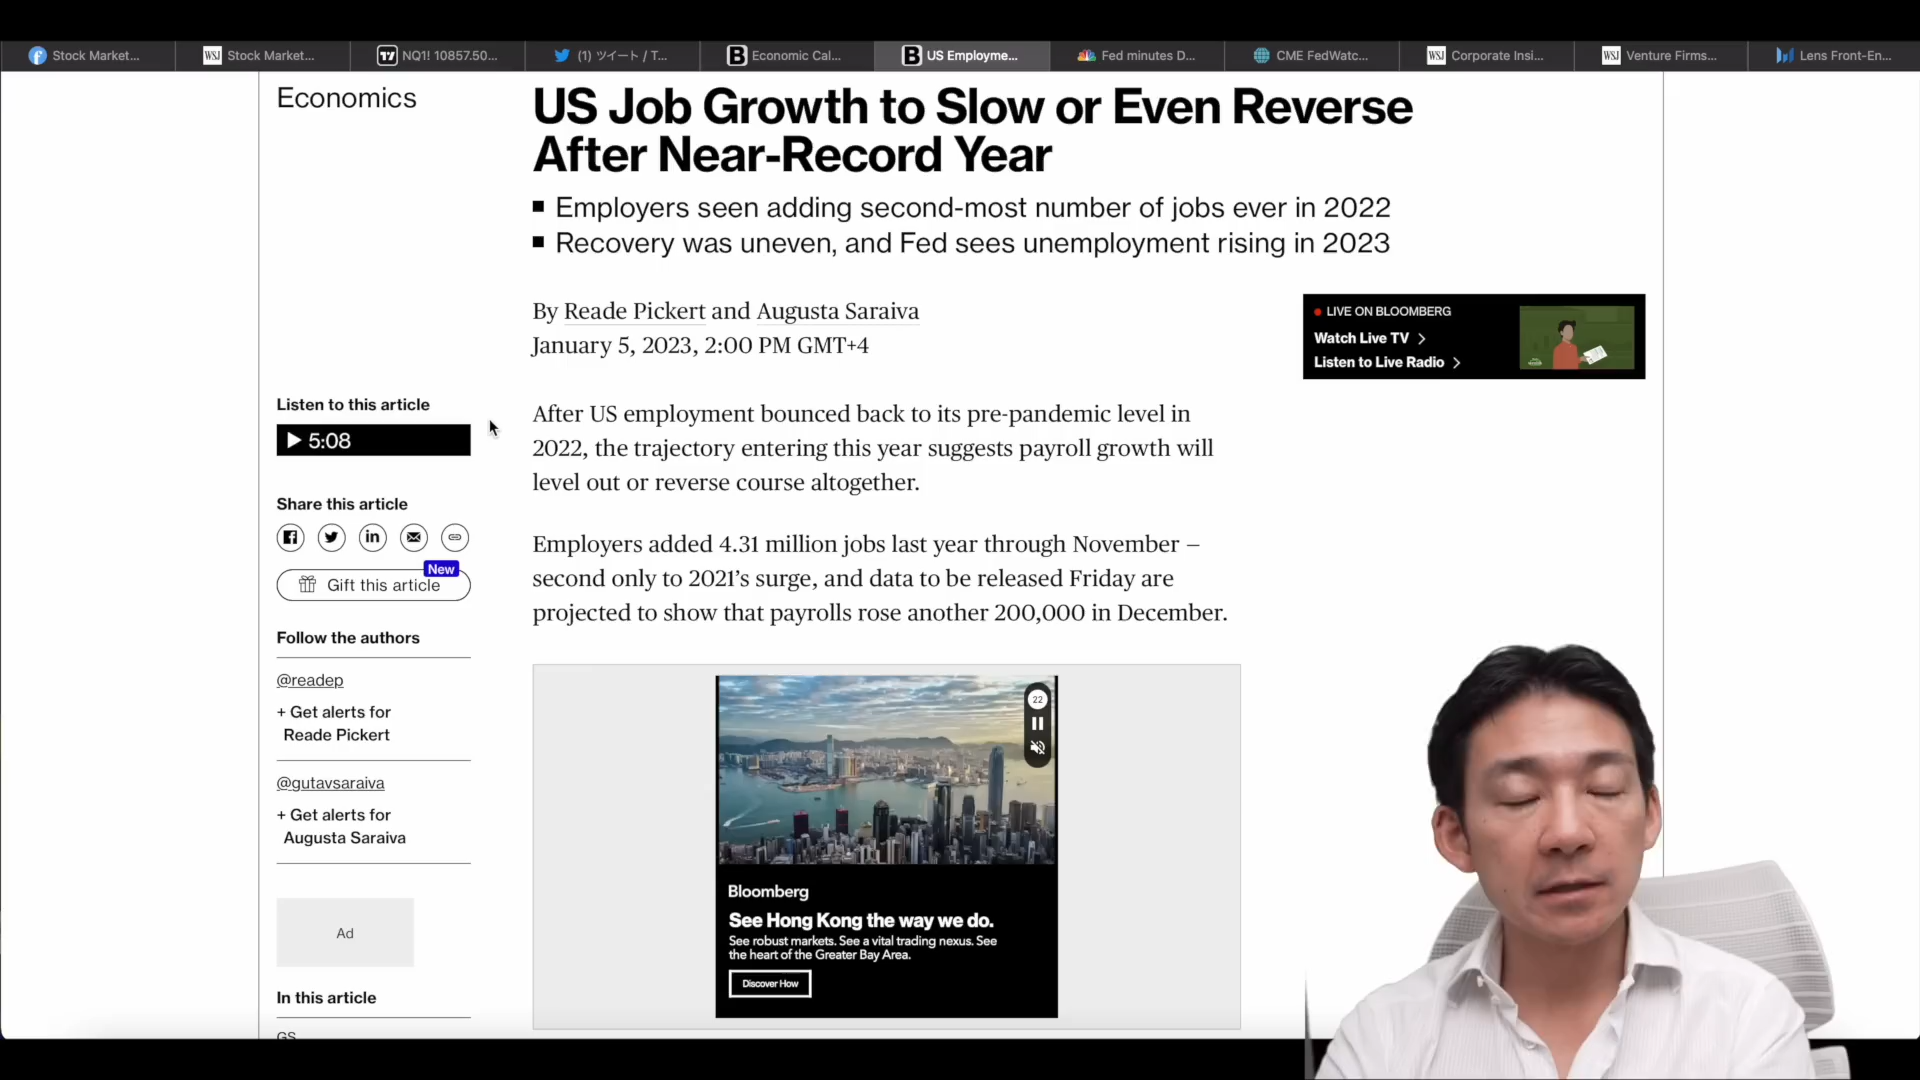 Stock Market...
WSJ Stock Market...
NQ1! 10857.50...
(1) ツイート / T...
B Economic Cal...
B US Employme...
Fed minutes D...
CME FedWatc...
WSJ Corporate Insi...
WSJ Venture Firms...
Lens Front-En...
Economics
US Job Growth to Slow or Even Reverse
After Near-Record Year
Employers seen adding second-most number of jobs ever in 2022
Recovery was uneven, and Fed sees unemployment rising in 2023
By Reade Pickert and Augusta Saraiva
January 5, 2023, 2:00 PM GMT+4
LIVE ON BLOOMBERG
Watch Live TV
Listen to Live Radio
Listen to this article
5:08
Share this article
New
Gift this article
Follow the authors
@readep
+ Get alerts for
Reade Pickert
@gutavsaraiva
+ Get alerts for
Augusta Saraiva
Ad
In this article
GS
After US employment bounced back to its pre-pandemic level in
2022, the trajectory entering this year suggests payroll growth will
level out or reverse course altogether.
Employers added 4.31 million jobs last year through November —
second only to 2021’s surge, and data to be released Friday are
projected to show that payrolls rose another 200,000 in December.
22
Bloomberg
See Hong Kong the way we do.
See robust markets. See a vital trading nexus. See
the heart of the Greater Bay Area.
Discover How